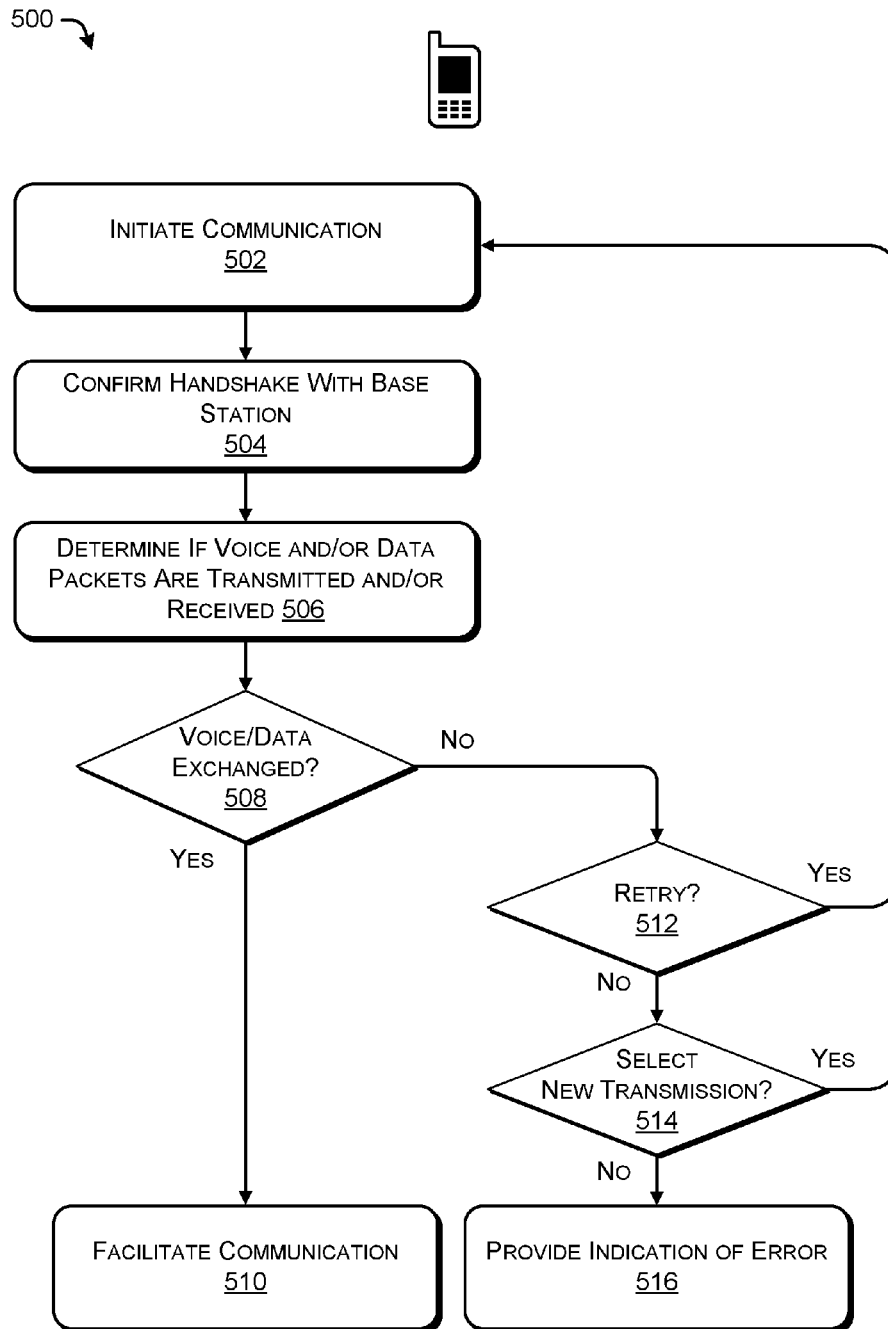 500
INITIATE COMMUNICATION
502
CONFIRM HANDSHAKE WITH BASE
STATION
504
DETERMINE IF VOICE AND/OR DATA
PACKETS ARE TRANSMITTED AND/OR
RECEIVED 506
VOICE/DATA
EXCHANGED?
508
NO
YES
RETRY?
512
YES
NO
SELECT
NEW TRANSMISSION?
514
YES
NO
FACILITATE COMMUNICATION
510
PROVIDE INDICATION OF ERROR
516